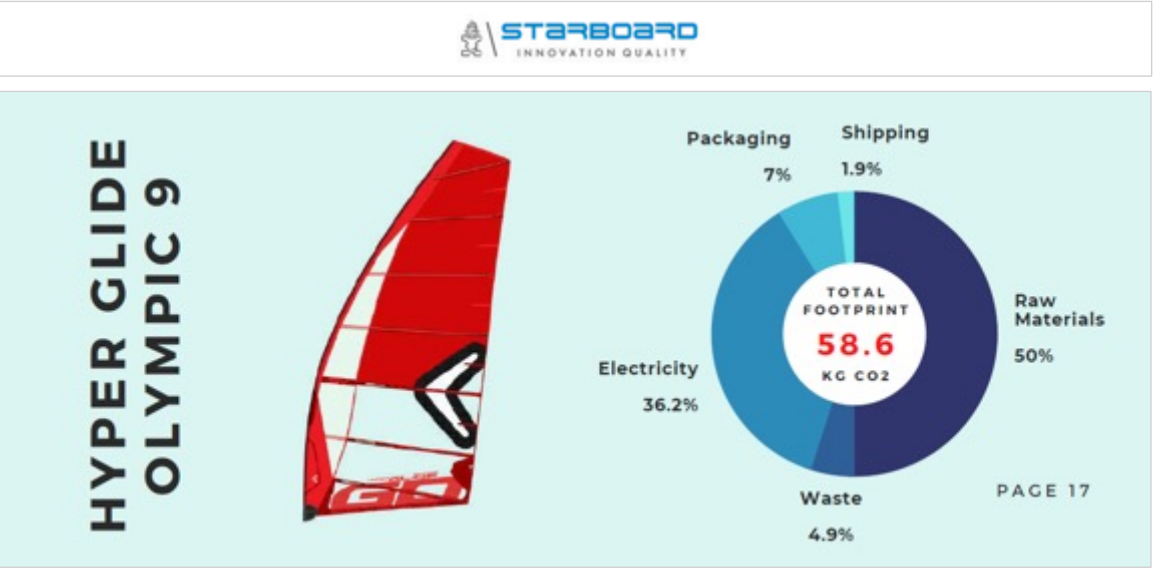 STARBOARD
INNOVATION QUALITY
HYPER GLIDE
OLYMPIC 9
Packaging
7%
Shipping
1.9%
TOTAL
FOOTPRINT
58.6
KG CO2
Raw
Materials
50%
Electricity
36.2%
Waste
4.9%
PAGE 17
GO